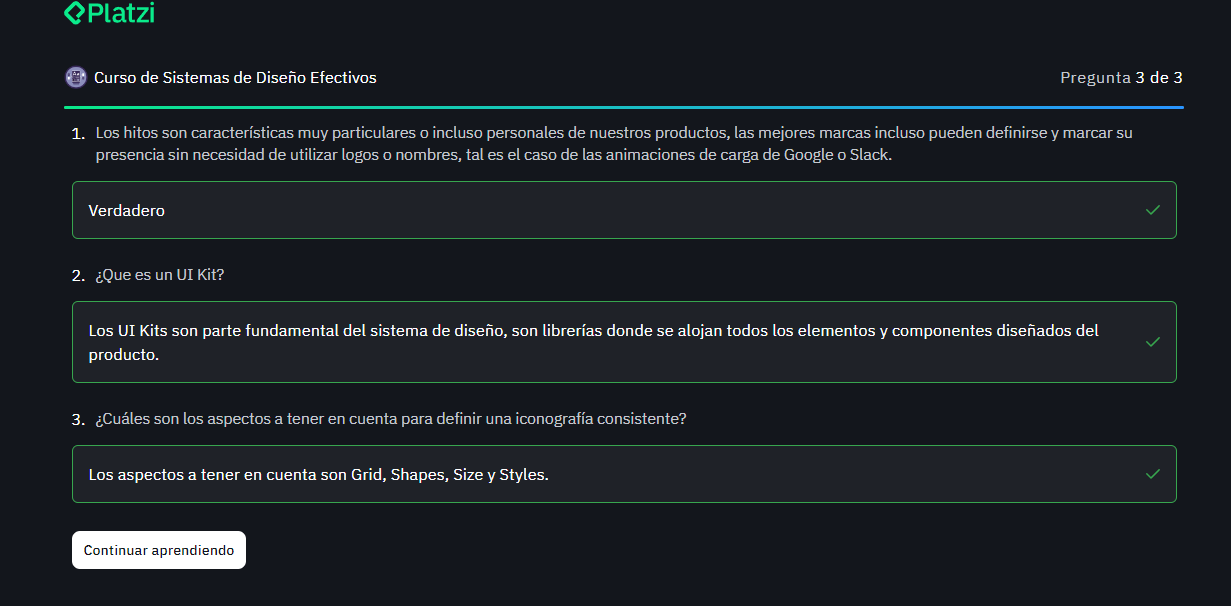 Platzi
Curso de Sistemas de Diseño Efectivos
Pregunta 3 de 3
1. Los hitos son características muy particulares o incluso personales de nuestros productos, las mejores marcas incluso pueden definirse y marcar su
presencia sin necesidad de utilizar logos o nombres, tal es el caso de las animaciones de carga de Google o Slack.
Verdadero
2. ¿Que es un UI Kit?
Los UI Kits son parte fundamental del sistema de diseño, son librerías donde se alojan todos los elementos y componentes diseñados del
producto.
3. ¿Cuáles son los aspectos a tener en cuenta para definir una iconografía consistente?
Los aspectos a tener en cuenta son Grid, Shapes, Size y Styles.
Continuar aprendiendo